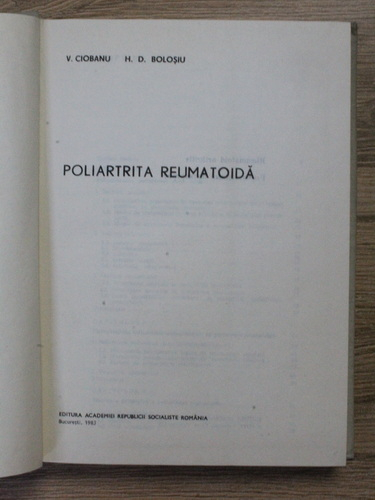 V. CIOBANU H. D. BOLOȘIU
POLIARTRITA REUMATOIDĂ
EDITURA ACADEMIEI REPUBLICII SOCIALISTE ROMÂNIA
București, 1983